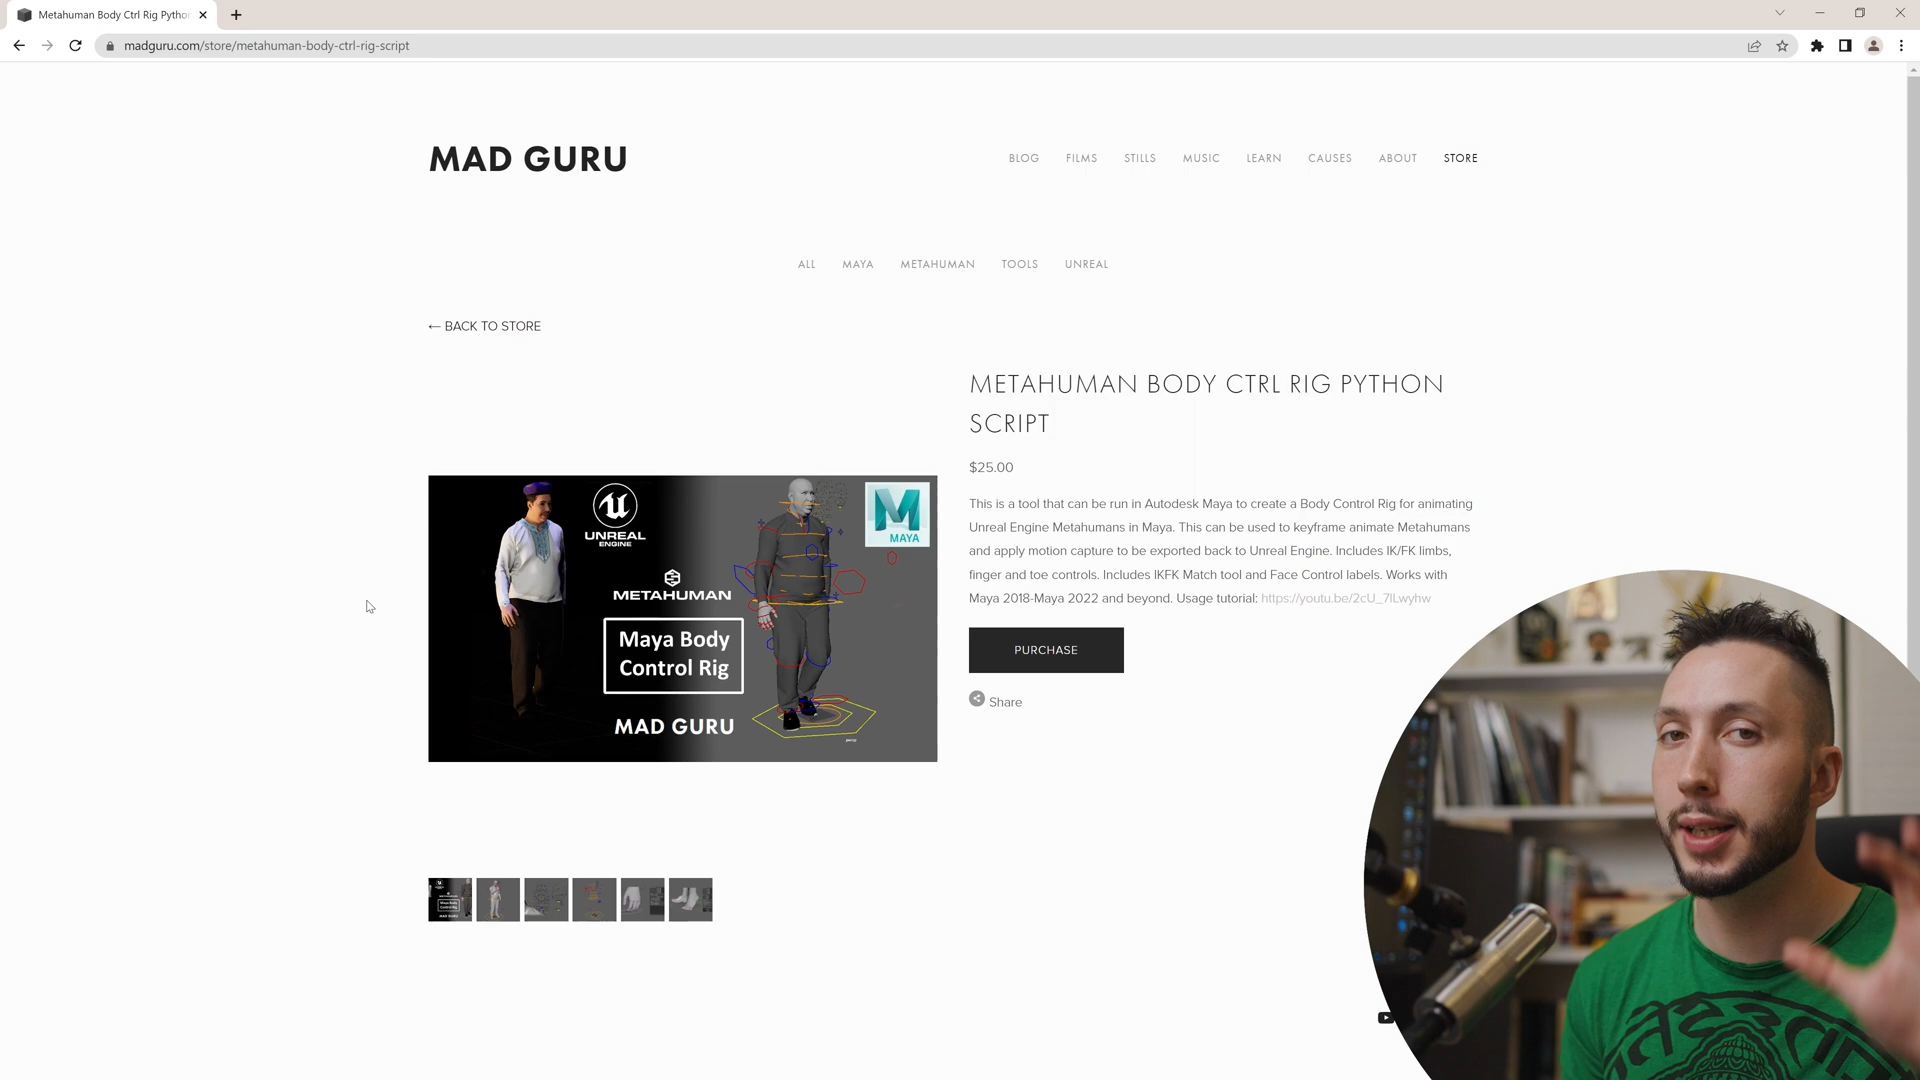 Metahuman Body Ctrl Rig Pytho
madguru.com/store/metahuman-body-ctrl-rig-script
MAD GURU
BLOG FILMS STILLS MUSIC LEARN CAUSES ABOUT STORE
ALL MAYA METAHUMAN TOOLS UNREAL
← BACK TO STORE
METAHUMAN BODY CTRL RIG PYTHON
SCRIPT
$25.00
This is a tool that can be run in Autodesk Maya to create a Body Control Rig for animating
Unreal Engine Metahumans in Maya. This can be used to keyframe animate Metahumans
and apply motion capture to be exported back to Unreal Engine. Includes IK/FK limbs,
finger and toe controls. Includes IKFK Match tool and Face Control labels. Works with
Maya 2018-Maya 2022 and beyond. Usage tutorial: https://youtu.be/2cU_7ILwyhw
PURCHASE
Share
UNREAL
ENGINE
M
MAYA
METAHUMAN
Maya Body
Control Rig
MAD GURU